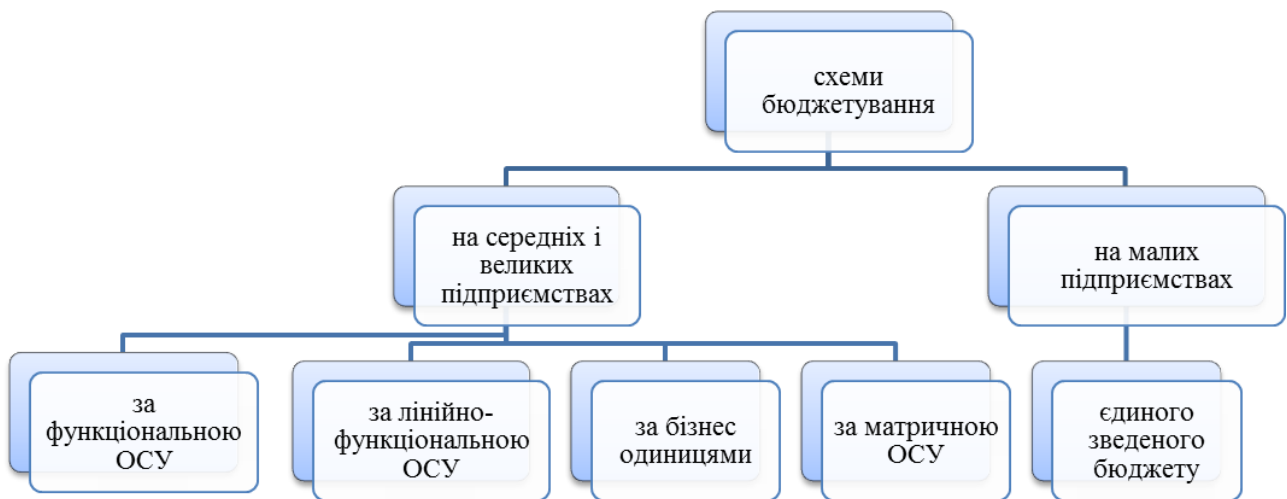 схеми
бюджетування
на середніх і
великих
підприємствах
на малих
підприємствах
за
функціональною
ОСУ
за лінійно-
функціональною
ОСУ
за бізнес
одиницями
за матричною
ОСУ
єдиного
зведеного
бюджету